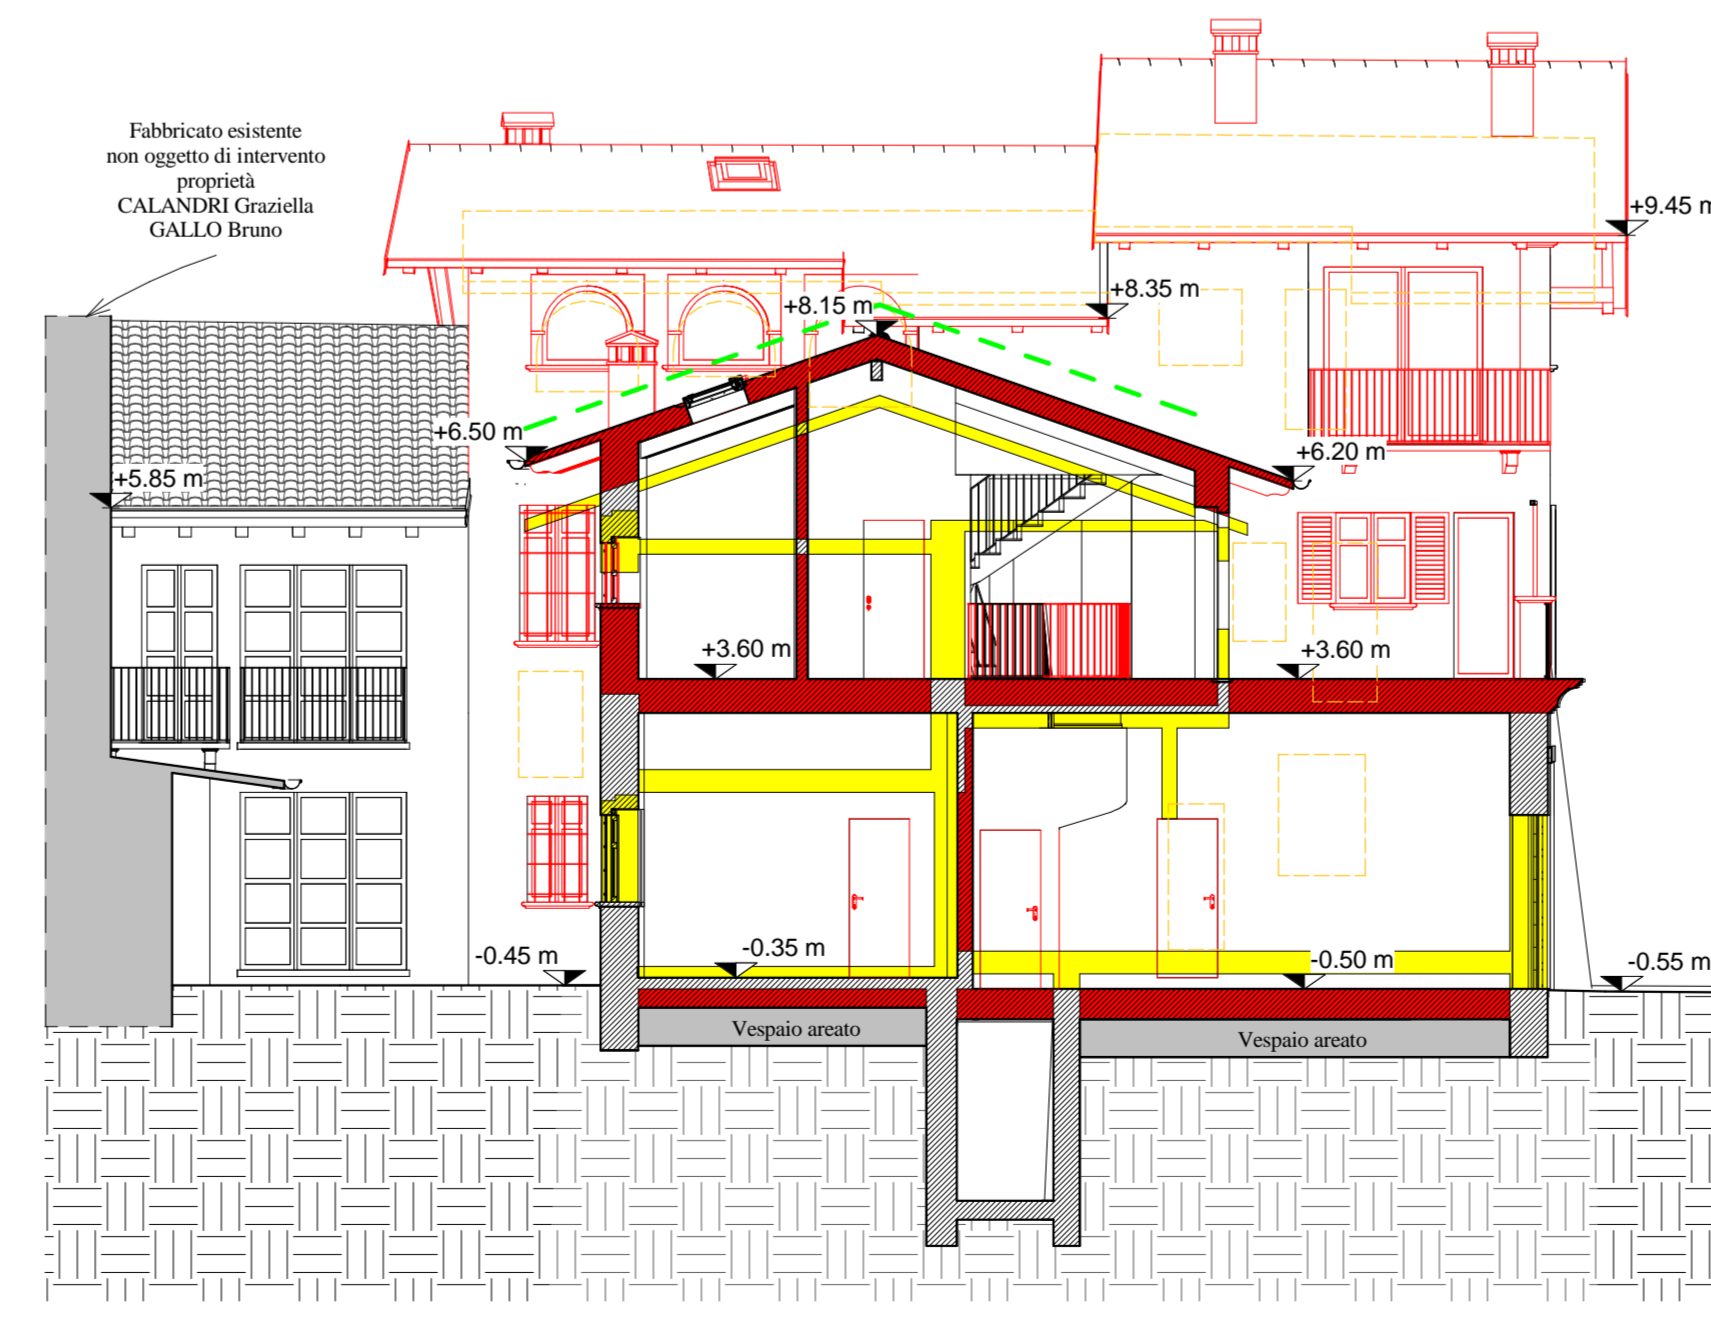 Fabbricato esistente
non oggetto di intervento
proprietà
CALANDRI Graziella
GALLO Bruno
+9.45 m
+8.35 m
+8.15 m
+6.50 m
+6.20 m
+5.85 m
+3.60 m
+3.60 m
-0.45 m
-0.35 m
-0.50 m
-0.55 m
Vespaio areato
Vespaio areato